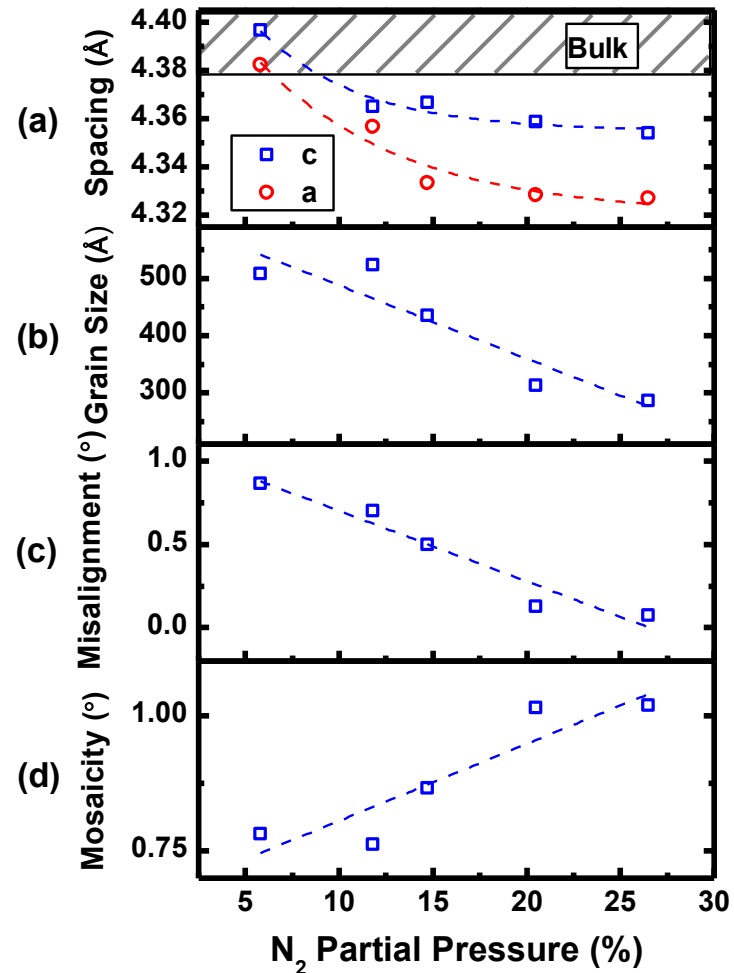 (a)
Spacing (Å)
4.40
4.38
4.36
4.34
4.32
Bulk
c
a
(b)
Grain Size (Å)
500
400
300
(c)
Misalignment (°)
1.0
0.5
0.0
(d)
Mosaicity (°)
1.00
0.75
5 10 15 20 25 30
N₂ Partial Pressure (%)